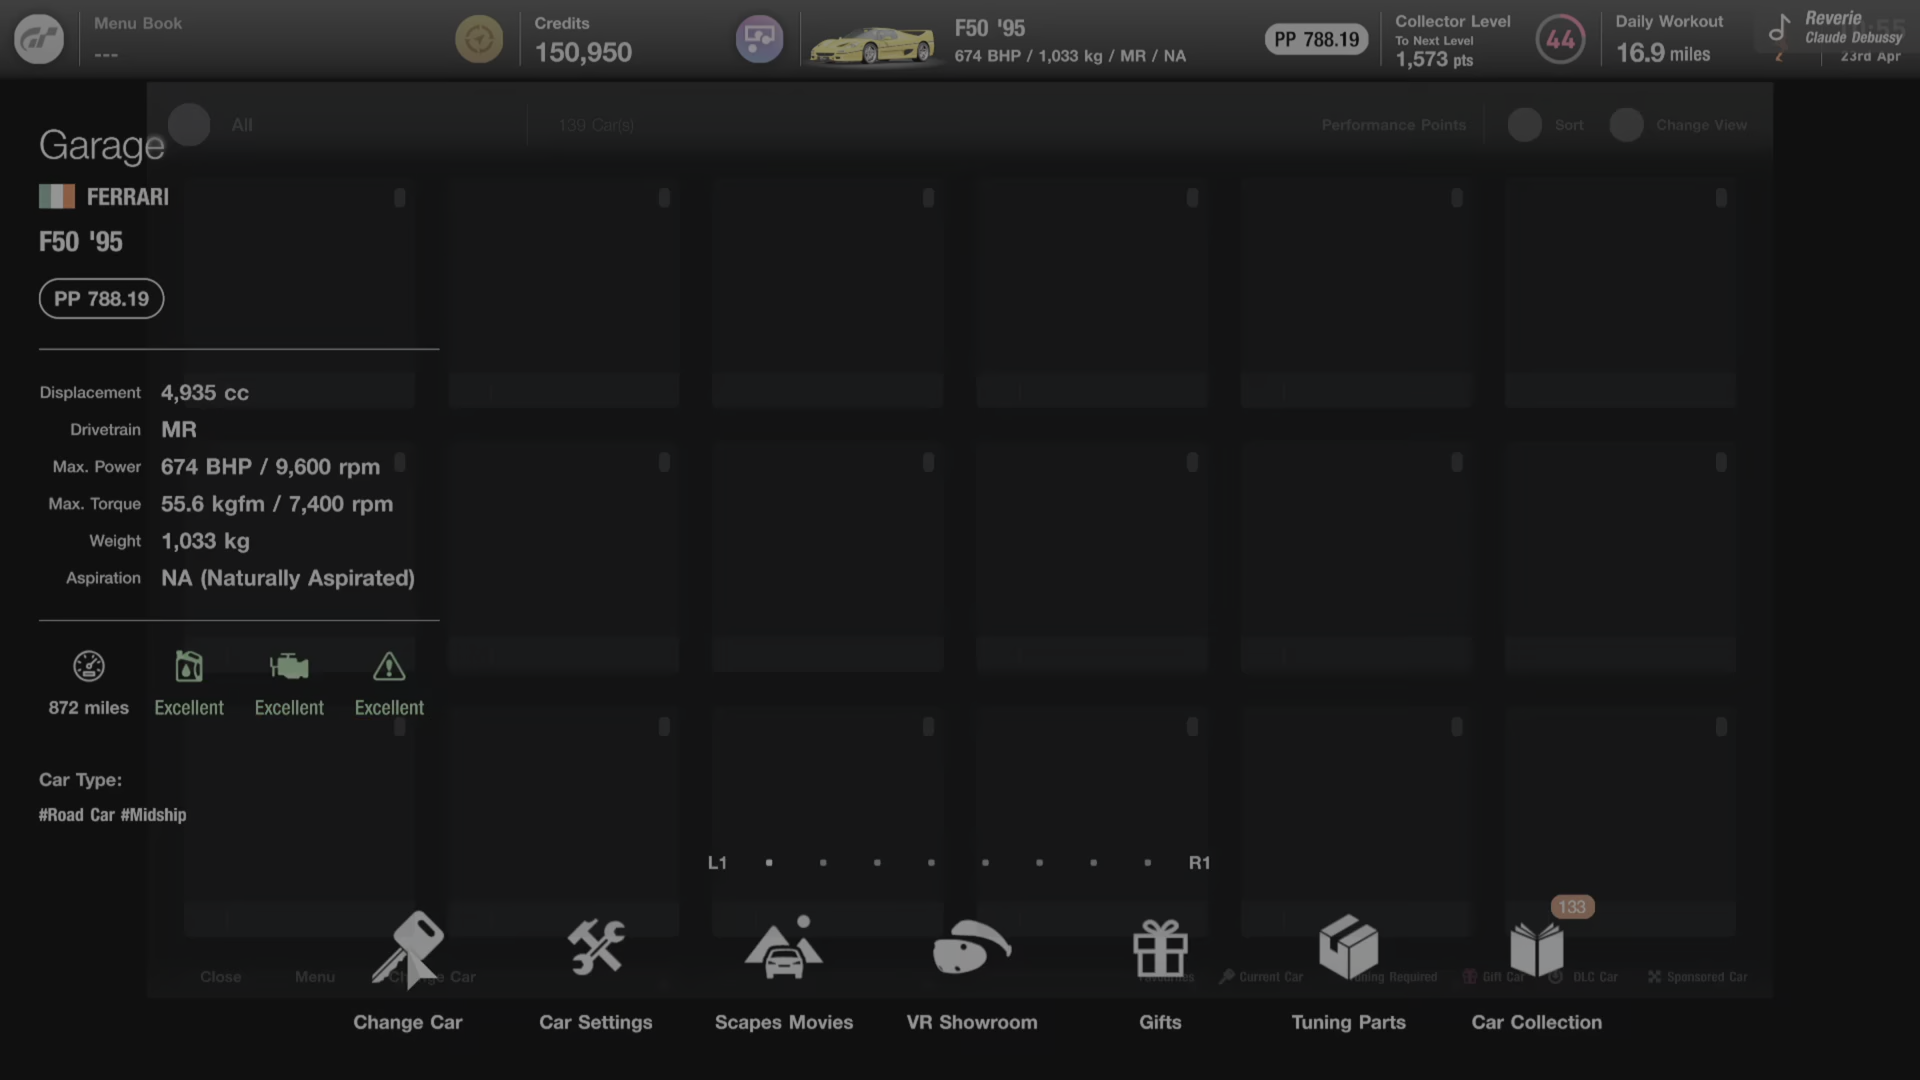 Menu Book
---
Credits
150,950
F50 '95
674 BHP / 1,033 kg / MR / NA
PP 788.19
Collector Level
To Next Level
1,573 pts
44
Daily Workout
16.9 miles
Reverie
Claude Debussy
23rd Apr
All
139 Car(s)
Performance Points
Sort
Change View
Garage
FERRARI
F50 '95
PP 788.19
Displacement 4,935 cc
Drivetrain MR
Max. Power 674 BHP / 9,600 rpm
Max. Torque 55.6 kgfm / 7,400 rpm
Weight 1,033 kg
Aspiration NA (Naturally Aspirated)
872 miles
Excellent
Excellent
Excellent
Car Type:
#Road Car #Midship
L1
R1
133
Close
Menu
Car
Current Car
Required
Gift Car
DLC Car
Sponsored Car
Change Car
Car Settings
Scapes Movies
VR Showroom
Gifts
Tuning Parts
Car Collection